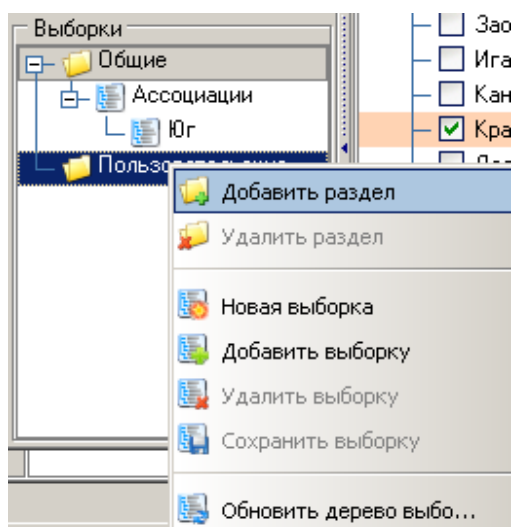 Выборки
Общие
Ассоциации
Юг
Зао
Ига
Кан
Кра
Добавить раздел
Удалить раздел
Новая выборка
Добавить выборку
Удалить выборку
Сохранить выборку
Обновить дерево выбо...